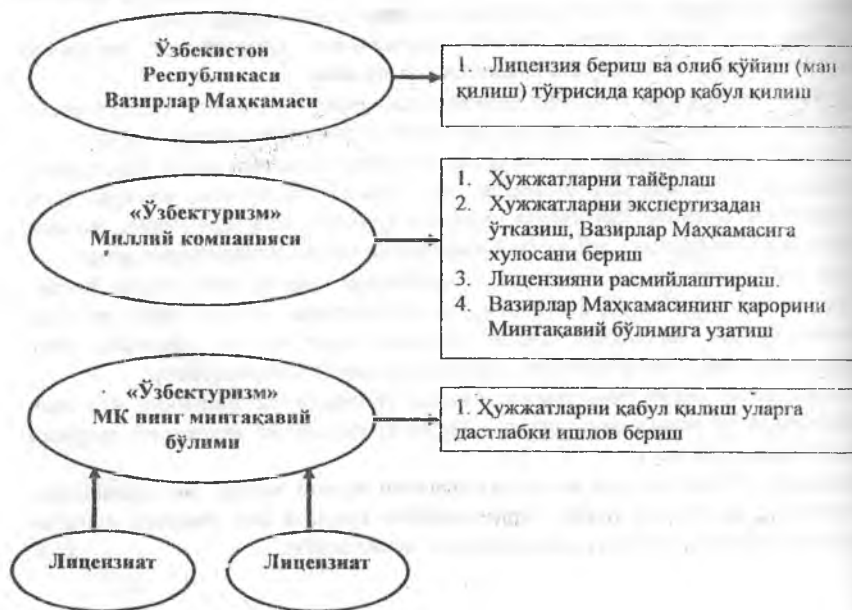 Ўзбекистон
Республикаси
Вазирлар Маҳкамаси
1. Лицензия бериш ва олиб қўйиш (ман
қилиш) тўғрисида қарор қабул қилиш
«Ўзбектуризм»
Миллий компанияси
1. Ҳужжатларни тайёрлаш
2. Ҳужжатларни экспертизадан
ўтказиш, Вазирлар Маҳкамасига
хулосани бериш
3. Лицензияни расмийлаштириш.
4. Вазирлар Маҳкамасининг қарорини
Минтақавий бўлимига узатиш
«Ўзбектуризм»
МК нинг минтақавий
бўлими
1. Ҳужжатларни қабул қилиш уларга
дастлабки ишлов бериш
Лицензиат
Лицензиат